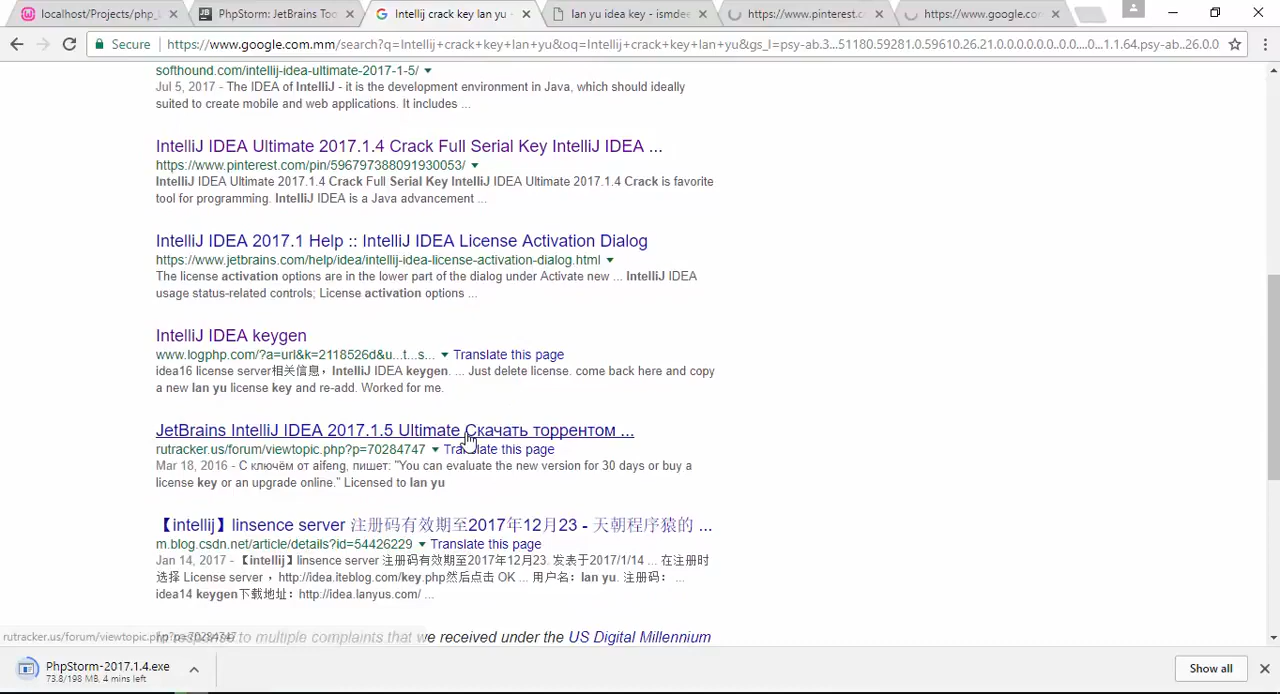 localhost/Projects/php_l
PhpStorm: JetBrains Too
Intellij crack key lan yu -
lan yu idea key - ismdee
https://www.pinterest.c
https://www.google.co
Secure
https://www.google.com.mm/search?q=Intellij+crack+key+lan+yu&oq=Intellij+crack+key+lan+yu&gs_l=psy-ab.3...51180.59281.0.59610.26.21.0.0.0.0.0.0.0.0...0...1.1.64.psy-ab..26.0.0
softhound.com/intellij-idea-ultimate-2017-1-5/
Jul 5, 2017 - The IDEA of IntelliJ - it is the development environment in Java, which should ideally
suited to create mobile and web applications. It includes ...
IntelliJ IDEA Ultimate 2017.1.4 Crack Full Serial Key IntelliJ IDEA ...
https://www.pinterest.com/pin/596797388091930053/
IntelliJ IDEA Ultimate 2017.1.4 Crack Full Serial Key IntelliJ IDEA Ultimate 2017.1.4 Crack is favorite
tool for programming. IntelliJ IDEA is a Java advancement ...
IntelliJ IDEA 2017.1 Help :: IntelliJ IDEA License Activation Dialog
https://www.jetbrains.com/help/idea/intellij-idea-license-activation-dialog.html
The license activation options are in the lower part of the dialog under Activate new ... IntelliJ IDEA
usage status-related controls; License activation options ...
IntelliJ IDEA keygen
www.logphp.com/?a=url&k=2118526d&u...t...s... Translate this page
idea16 license server相关信息，IntelliJ IDEA keygen. ... Just delete license. come back here and copy
a new lan yu license key and re-add. Worked for me.
JetBrains IntelliJ IDEA 2017.1.5 Ultimate Скачать торрентом ...
rutracker.us/forum/viewtopic.php?p=70284747 Translate this page
Mar 18, 2016 - С ключём от aifeng, пишет: "You can evaluate the new version for 30 days or buy a
license key or an upgrade online." Licensed to lan yu
【intellij】linsence server 注册码有效期至2017年12月23 - 天朝程序猿的 ...
m.blog.csdn.net/article/details?id=54426229 Translate this page
Jan 14, 2017 - 【intellij】linsence server 注册码有效期至2017年12月23. 发表于2017/1/14 ... 在注册时
选择 License server ，http://idea.iteblog.com/key.php然后点击 OK ... 用户名：lan yu. 注册码： ...
idea14 keygen下载地址：http://idea.lanyus.com/ ...
rutracker.us/forum/viewtopic.php?p=70284747
to multiple complaints that we received under the US Digital Millennium
PhpStorm-2017.1.4.exe
73.8/198 MB, 4 mins left
Show all